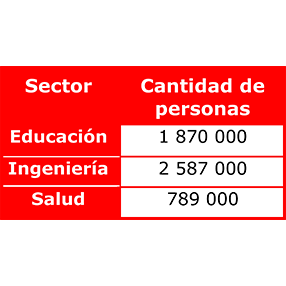 Sector Cantidad de
personas
Educación 1 870 000
Ingeniería 2 587 000
Salud 789 000